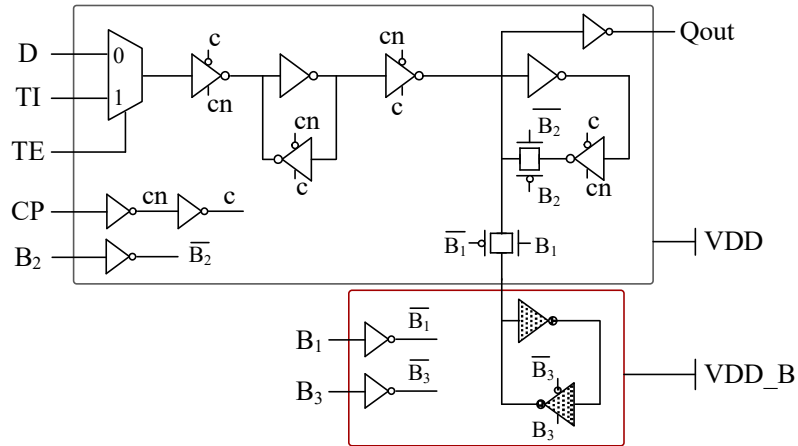 D
0
TI
1
TE
c
cn
cn
c
cn
c
Qout
B̅₂
B₂
c
cn
CP
cn
c
B₂
B̅₂
B̅₁
B₁
VDD
B₁
B̅₁
B₃
B̅₃
B̅₃
B₃
VDD_B